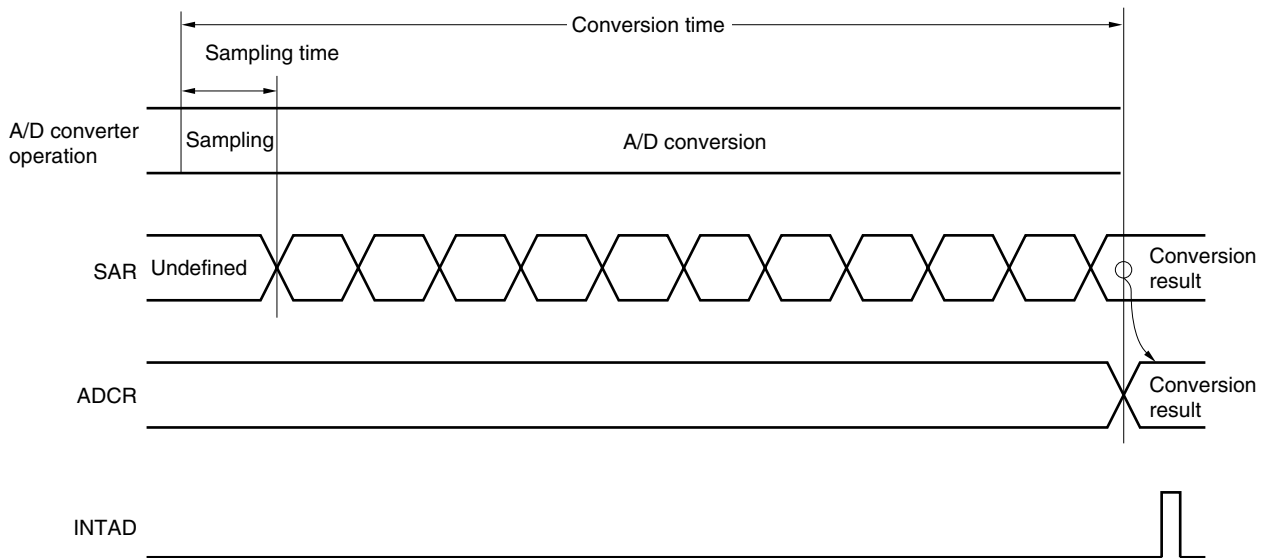 Conversion time
Sampling time
A/D converter
operation
Sampling
A/D conversion
SAR
Undefined
Conversion
result
ADCR
Conversion
result
INTAD